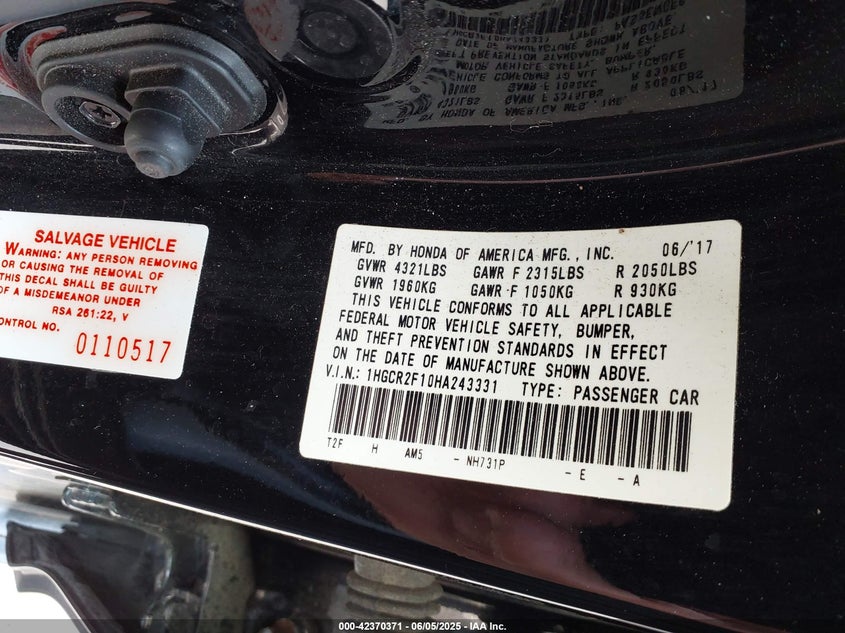 SALVAGE VEHICLE
WARNING: ANY PERSON REMOVING
OR CAUSING THE REMOVAL OF
THIS DECAL SHALL BE GUILTY
OF A MISDEMEANOR UNDER
RSA 261:22, V
CONTROL NO. 0110517
MFD. BY HONDA OF AMERICA MFG., INC. 06/'17
GVWR 4321LBS GAWR F 2315LBS R 2050LBS
GVWR 1960KG GAWR F 1050KG R 930KG
THIS VEHICLE CONFORMS TO ALL APPLICABLE
FEDERAL MOTOR VEHICLE SAFETY, BUMPER,
AND THEFT PREVENTION STANDARDS IN EFFECT
ON THE DATE OF MANUFACTURE SHOWN ABOVE.
V.I.N.: 1HGCR2F10HA243331 TYPE: PASSENGER CAR
T2F H AM5 - NH731P - E - A
000-42370371 | 06/05/2025 - IAA Inc.